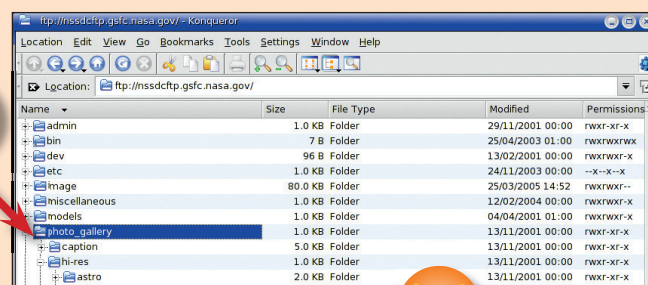 ftp://nssdcftp.gsfc.nasa.gov/ - Konqueror
Location Edit View Go Bookmarks Tools Settings Window Help
Location: ftp://nssdcftp.gsfc.nasa.gov/
Name Size File Type Modified Permissions
admin 1.0 KB Folder 29/11/2001 00:00 rwxr-xr-x
bin 7 B Folder 25/04/2003 01:00 rwxrwxrwx
dev 96 B Folder 13/02/2001 00:00 rwxrwxr-x
etc 1.0 KB Folder 24/11/2003 00:00 --x--x--x
image 80.0 KB Folder 25/03/2005 14:52 rwxrwxr--
miscellaneous 1.0 KB Folder 12/02/2004 00:00 rwxrwxr-x
models 1.0 KB Folder 04/04/2001 01:00 rwxrwxr-x
photo_gallery 1.0 KB Folder 13/11/2001 00:00 rwxr-xr-x
caption 5.0 KB Folder 13/11/2001 00:00 rwxr-xr-x
hi-res 1.0 KB Folder 13/11/2001 00:00 rwxr-xr-x
astro 2.0 KB Folder 13/11/2001 00:00 rwxr-xr-x